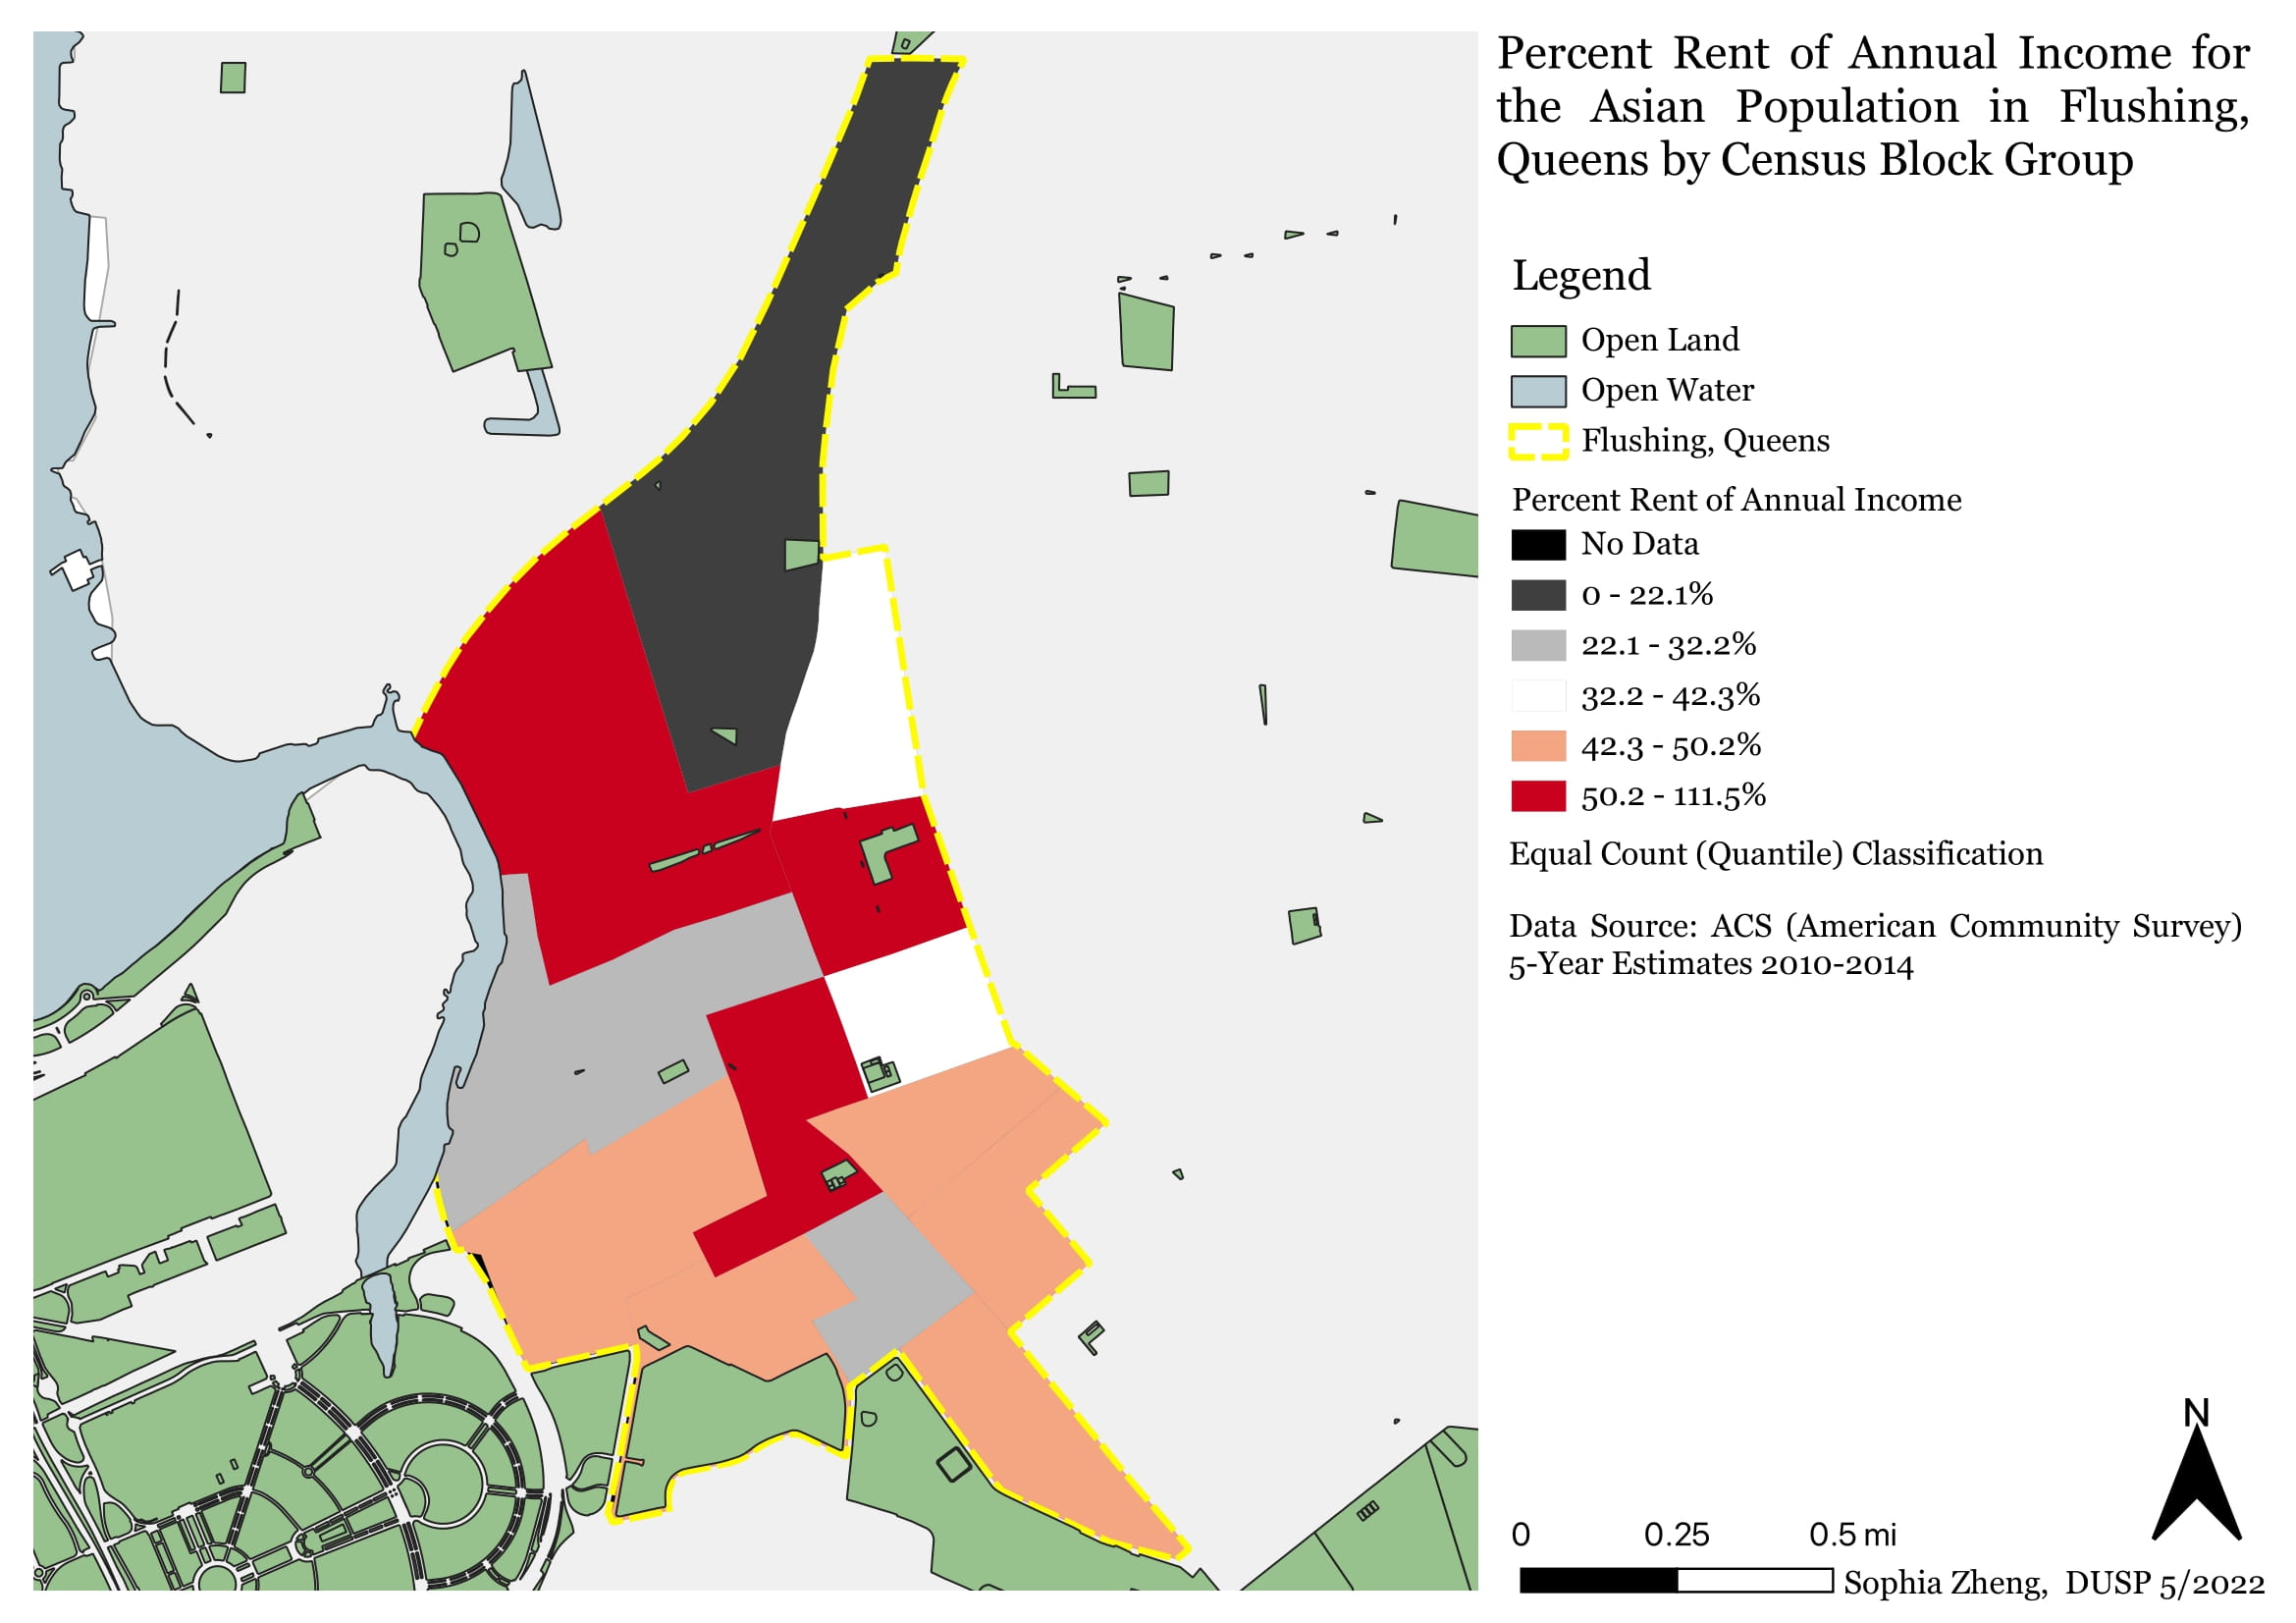 Percent Rent of Annual Income for
the Asian Population in Flushing,
Queens by Census Block Group
Legend
Open Land
Open Water
Flushing, Queens
Percent Rent of Annual Income
No Data
0 - 22.1%
22.1 - 32.2%
32.2 - 42.3%
42.3 - 50.2%
50.2 - 111.5%
Equal Count (Quantile) Classification
Data Source: ACS (American Community Survey)
5-Year Estimates 2010-2014
N
0 0.25 0.5 mi
Sophia Zheng, DUSP 5/2022